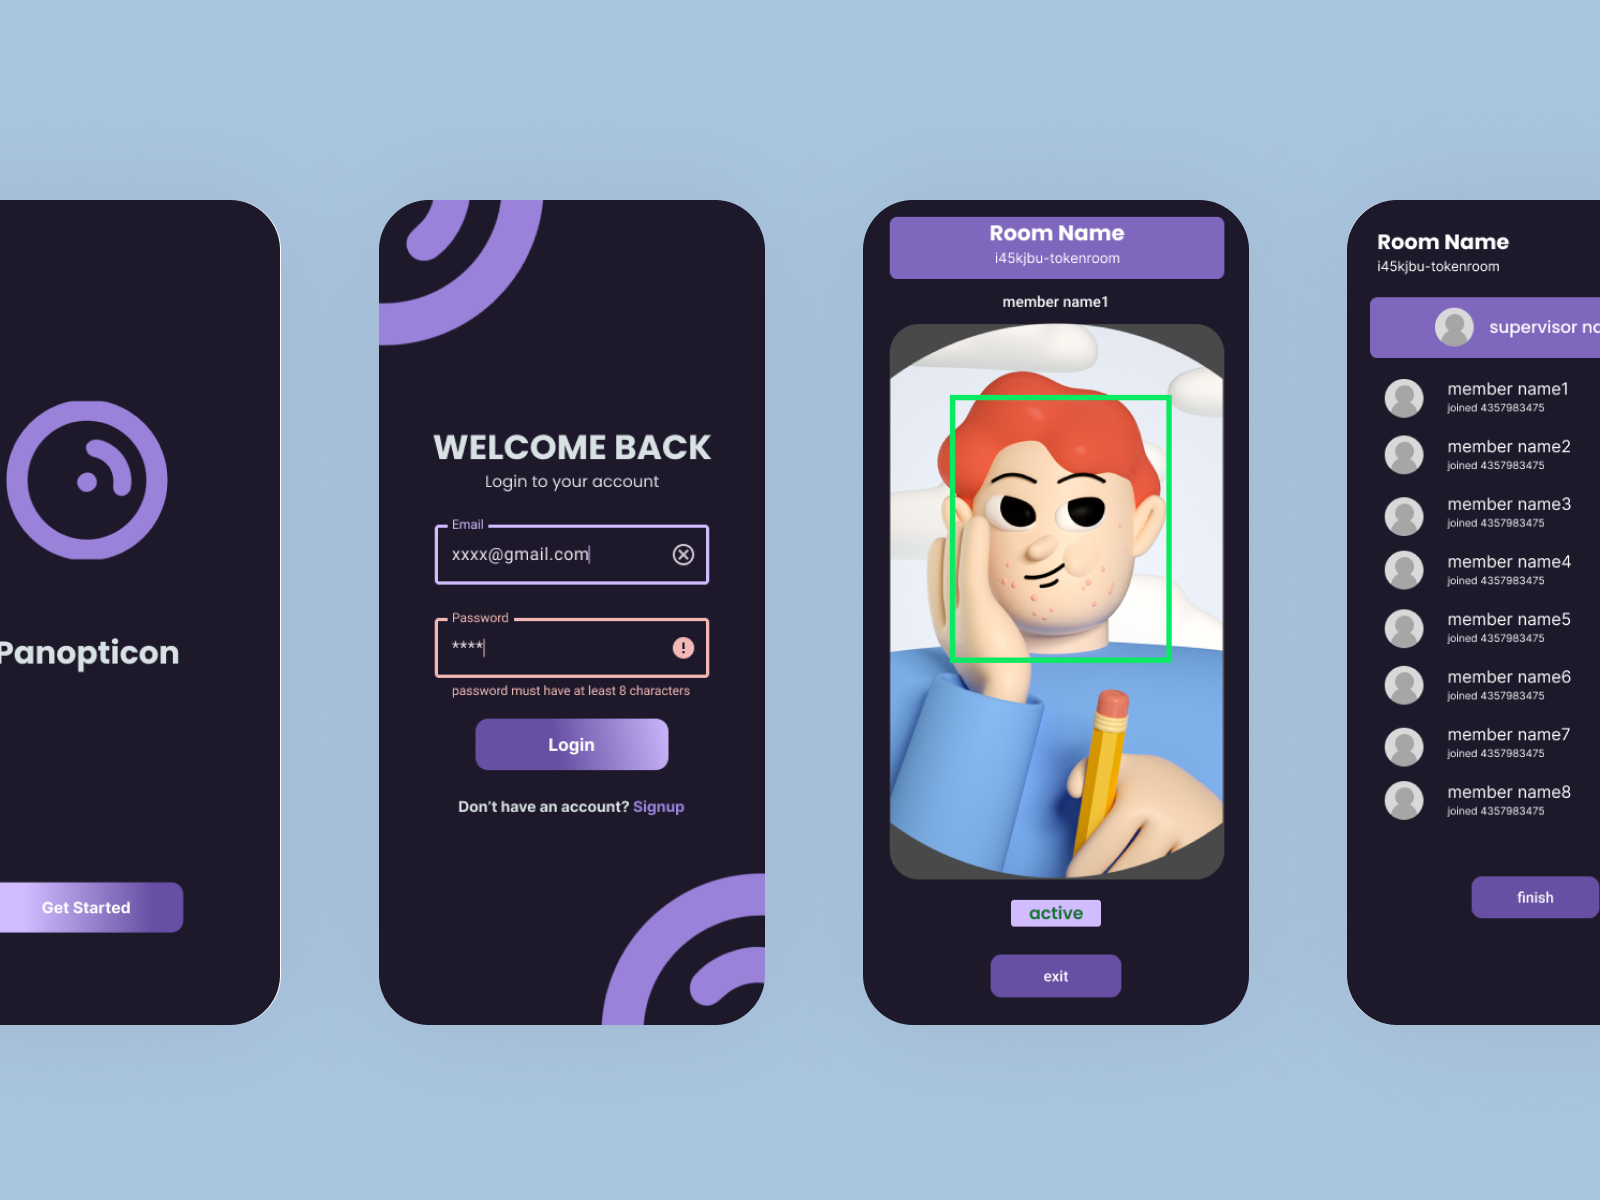 Panopticon
Get Started
WELCOME BACK
Login to your account
Email
xxxx@gmail.com
Password
****
password must have at least 8 characters
Login
Don't have an account? Signup
Room Name
i45kjbu-tokenroom
member name1
active
exit
Room Name
i45kjbu-tokenroom
supervisor na
member name1
joined 4357983475
member name2
joined 4357983475
member name3
joined 4357983475
member name4
joined 4357983475
member name5
joined 4357983475
member name6
joined 4357983475
member name7
joined 4357983475
member name8
joined 4357983475
finish